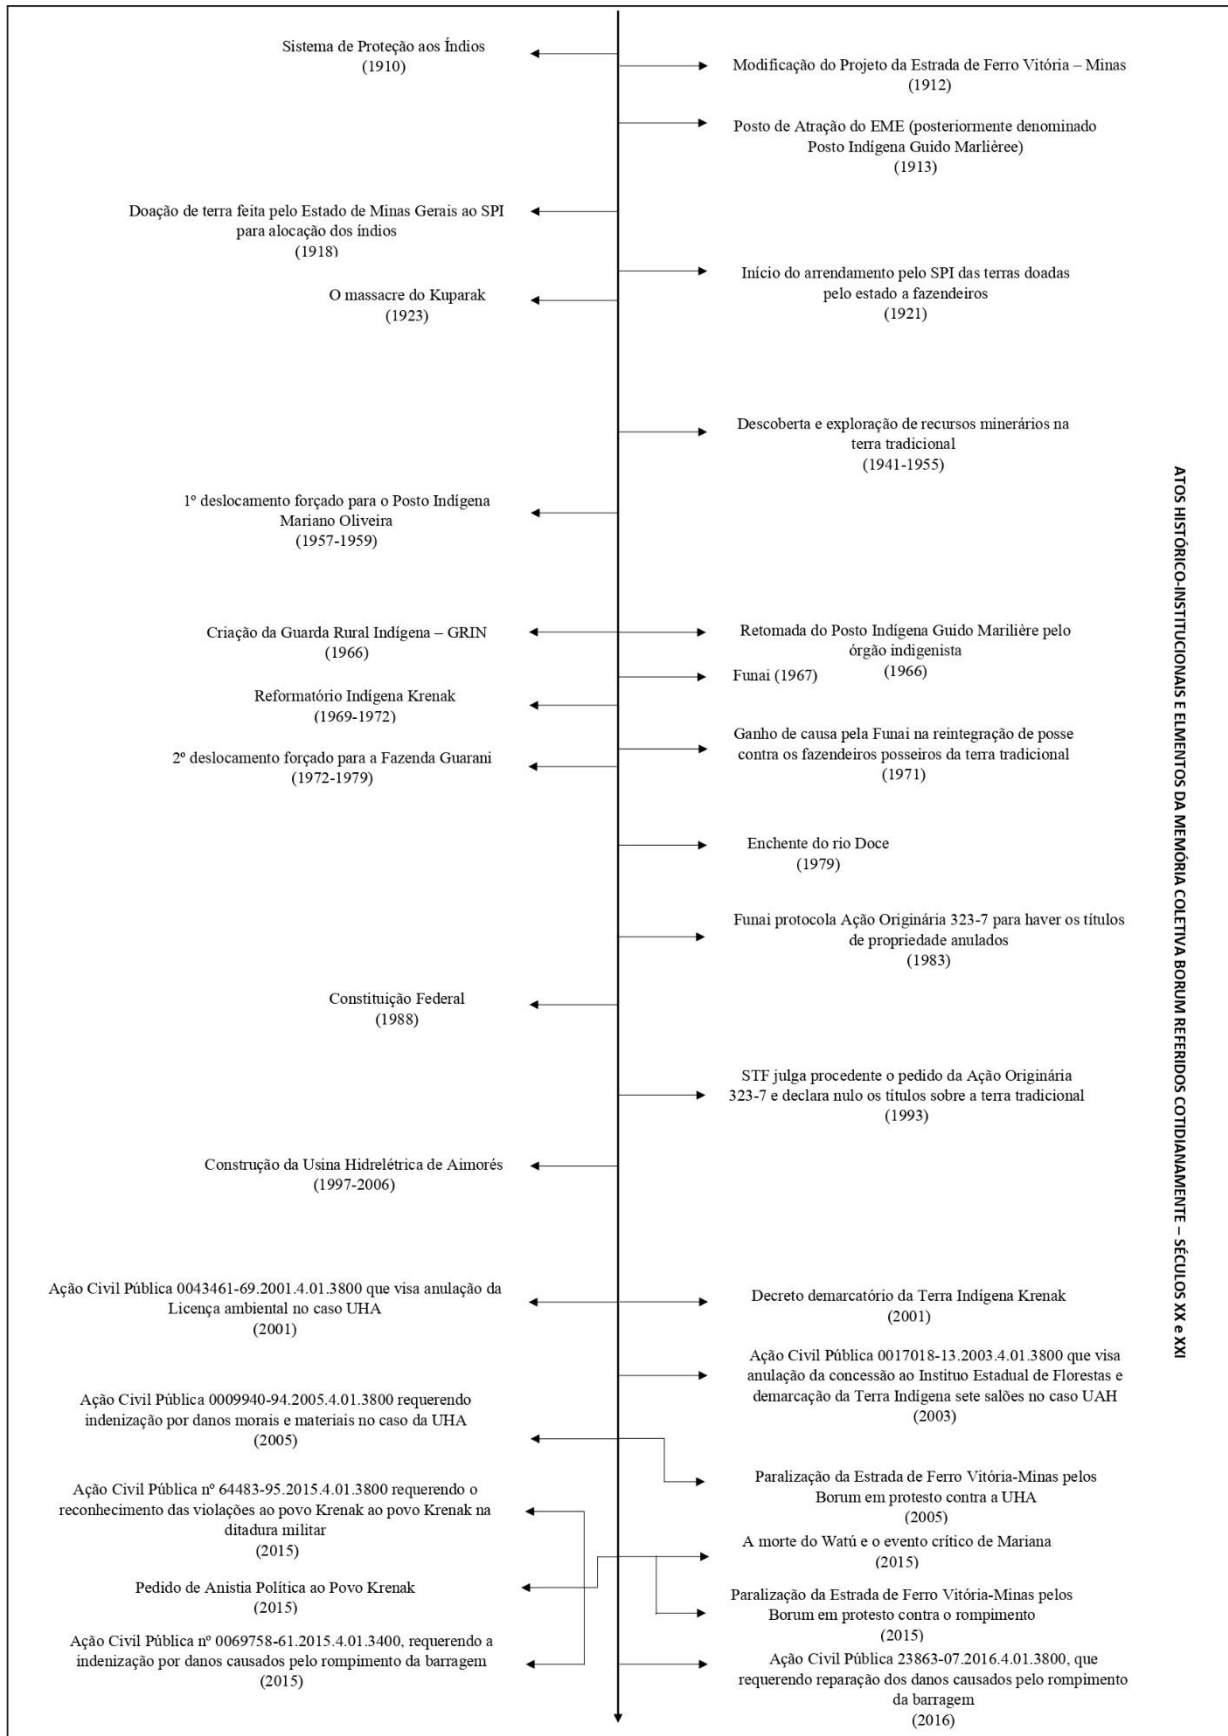 Sistema de Proteção aos Índios
(1910)
Modificação do Projeto da Estrada de Ferro Vitória – Minas
(1912)
Posto de Atração do EME (posteriormente denominado
Posto Indígena Guido Marlièree)
(1913)
Doação de terra feita pelo Estado de Minas Gerais ao SPI
para alocação dos índios
(1918)
Início do arrendamento pelo SPI das terras doadas
pelo estado a fazendeiros
(1921)
O massacre do Kuparak
(1923)
Descoberta e exploração de recursos minerários na
terra tradicional
(1941-1955)
1º deslocamento forçado para o Posto Indígena
Mariano Oliveira
(1957-1959)
Criação da Guarda Rural Indígena – GRIN
(1966)
Retomada do Posto Indígena Guido Marilière pelo
órgão indigenista
(1966)
Funai (1967)
Reformatório Indígena Krenak
(1969-1972)
Ganho de causa pela Funai na reintegração de posse
contra os fazendeiros posseiros da terra tradicional
(1971)
2º deslocamento forçado para a Fazenda Guarani
(1972-1979)
Enchente do rio Doce
(1979)
Funai protocola Ação Originária 323-7 para haver os títulos
de propriedade anulados
(1983)
Constituição Federal
(1988)
STF julga procedente o pedido da Ação Originária
323-7 e declara nulo os títulos sobre a terra tradicional
(1993)
Construção da Usina Hidrelétrica de Aimorés
(1997-2006)
Ação Civil Pública 0043461-69.2001.4.01.3800 que visa anulação da
Licença ambiental no caso UHA
(2001)
Decreto demarcatório da Terra Indígena Krenak
(2001)
Ação Civil Pública 0017018-13.2003.4.01.3800 que visa
anulação da concessão ao Instituo Estadual de Florestas e
demarcação da Terra Indígena sete salões no caso UAH
(2003)
Ação Civil Pública 0009940-94.2005.4.01.3800 requerendo
indenização por danos morais e materiais no caso da UHA
(2005)
Paralização da Estrada de Ferro Vitória-Minas pelos
Borum em protesto contra a UHA
(2005)
Ação Civil Pública nº 64483-95.2015.4.01.3800 requerendo o
reconhecimento das violações ao povo Krenak ao povo Krenak na
ditadura militar
(2015)
A morte do Watú e o evento crítico de Mariana
(2015)
Pedido de Anistia Política ao Povo Krenak
(2015)
Paralização da Estrada de Ferro Vitória-Minas pelos
Borum em protesto contra o rompimento
(2015)
Ação Civil Pública nº 0069758-61.2015.4.01.3400, requerendo a
indenização por danos causados pelo rompimento da barragem
(2015)
Ação Civil Pública 23863-07.2016.4.01.3800, que
requerendo reparação dos danos causados pelo rompimento
da barragem
(2016)
ATOS HISTÓRICO-INSTITUCIONAIS E ELMENTOS DA MEMÓRIA COLETIVA BORUM REFERIDOS COTIDIANAMENTE – SÉCULOS XX e XXI